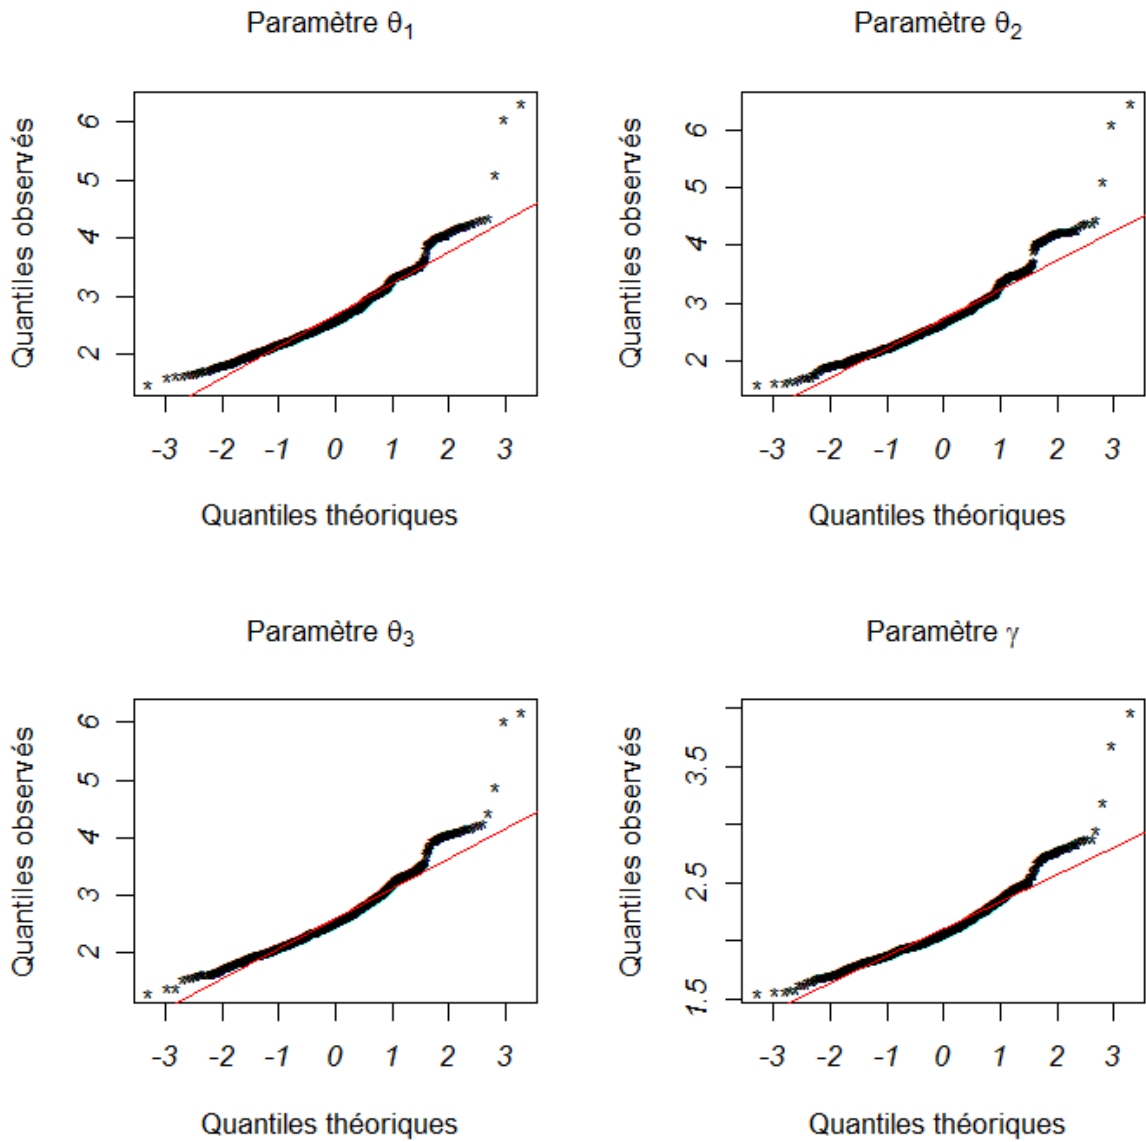 Paramètre θ1
Quantiles observés
6
5
4
3
2
-3 -2 -1 0 1 2 3
Quantiles théoriques
Paramètre θ2
Quantiles observés
6
5
4
3
2
-3 -2 -1 0 1 2 3
Quantiles théoriques
Paramètre θ3
Quantiles observés
6
5
4
3
2
-3 -2 -1 0 1 2 3
Quantiles théoriques
Paramètre γ
Quantiles observés
3.5
2.5
1.5
-3 -2 -1 0 1 2 3
Quantiles théoriques